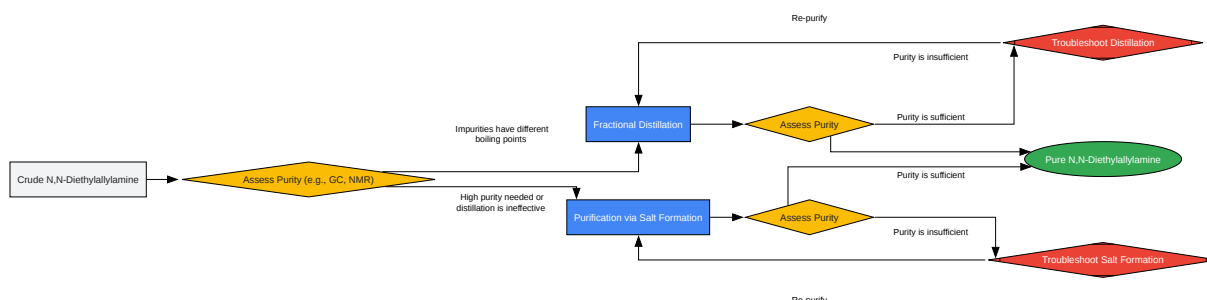 Re-purify
Troubleshoot Distillation
Purity is insufficient
Fractional Distillation
Assess Purity
Purity is sufficient
Impurities have different
boiling points
Pure N,N-Diethylallylamine
Crude N,N-Diethylallylamine
Assess Purity (e.g., GC, NMR)
Purity is sufficient
High purity needed or
distillation is ineffective
Purification via Salt Formation
Assess Purity
Purity is insufficient
Troubleshoot Salt Formation
Re-purify